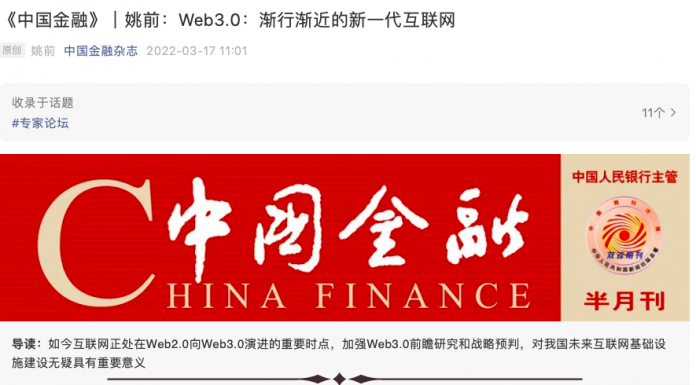 《中国金融》｜姚前：Web3.0：渐行渐近的新一代互联网
原创 姚前 中国金融杂志 2022-03-17 11:01
收录于话题
#专家论坛
11个 >
中国金融
CHINA FINANCE
中国人民银行主管
双效期刊
半月刊
导读：如今互联网正处在Web2.0向Web3.0演进的重要时点，加强Web3.0前瞻研究和战略预判，对我国未来互联网基础设
施建设无疑具有重要意义